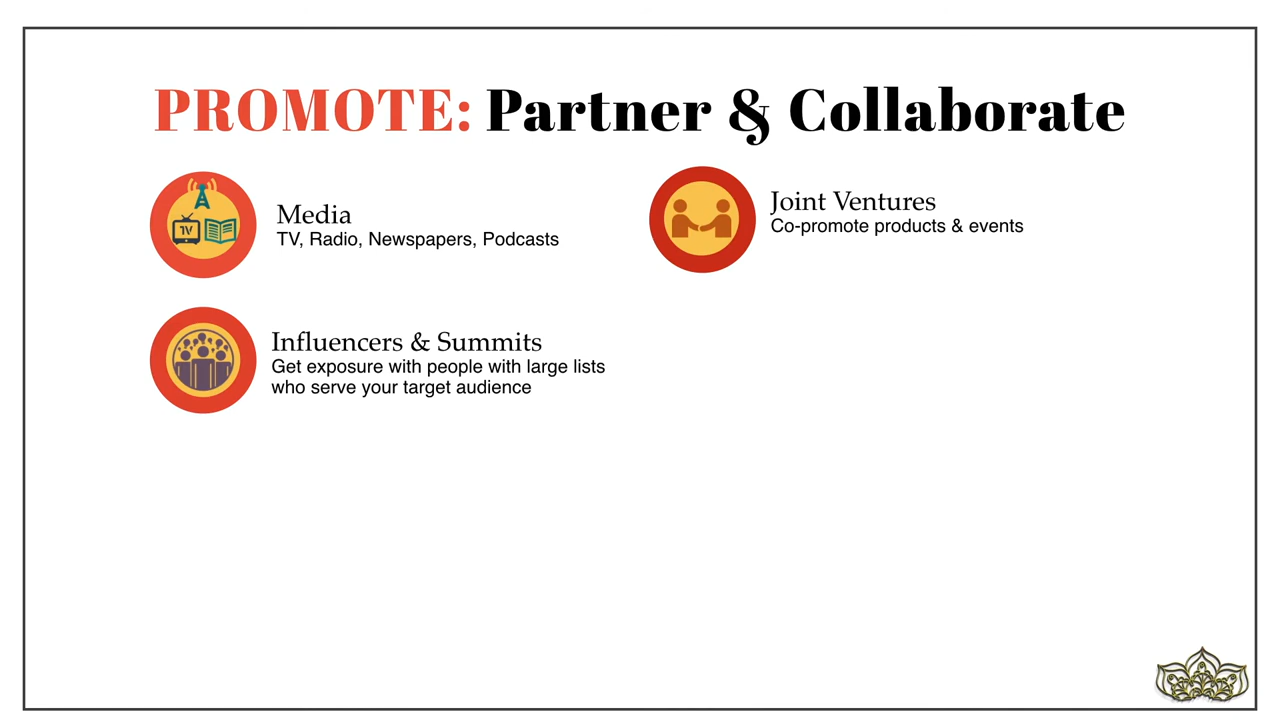 PROMOTE: Partner & Collaborate
Media
TV, Radio, Newspapers, Podcasts
TV
Influencers & Summits
Get exposure with people with large lists
who serve your target audience
Joint Ventures
Co-promote products & events